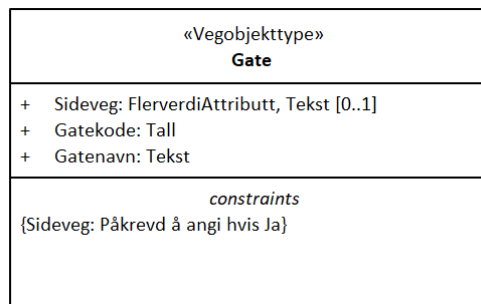 «Vegobjekttype»
Gate
+ Sideveg: FlerverdiAttributt, Tekst [0..1]
+ Gatekode: Tall
+ Gatenavn: Tekst
constraints
{Sideveg: Påkrevd å angi hvis Ja}